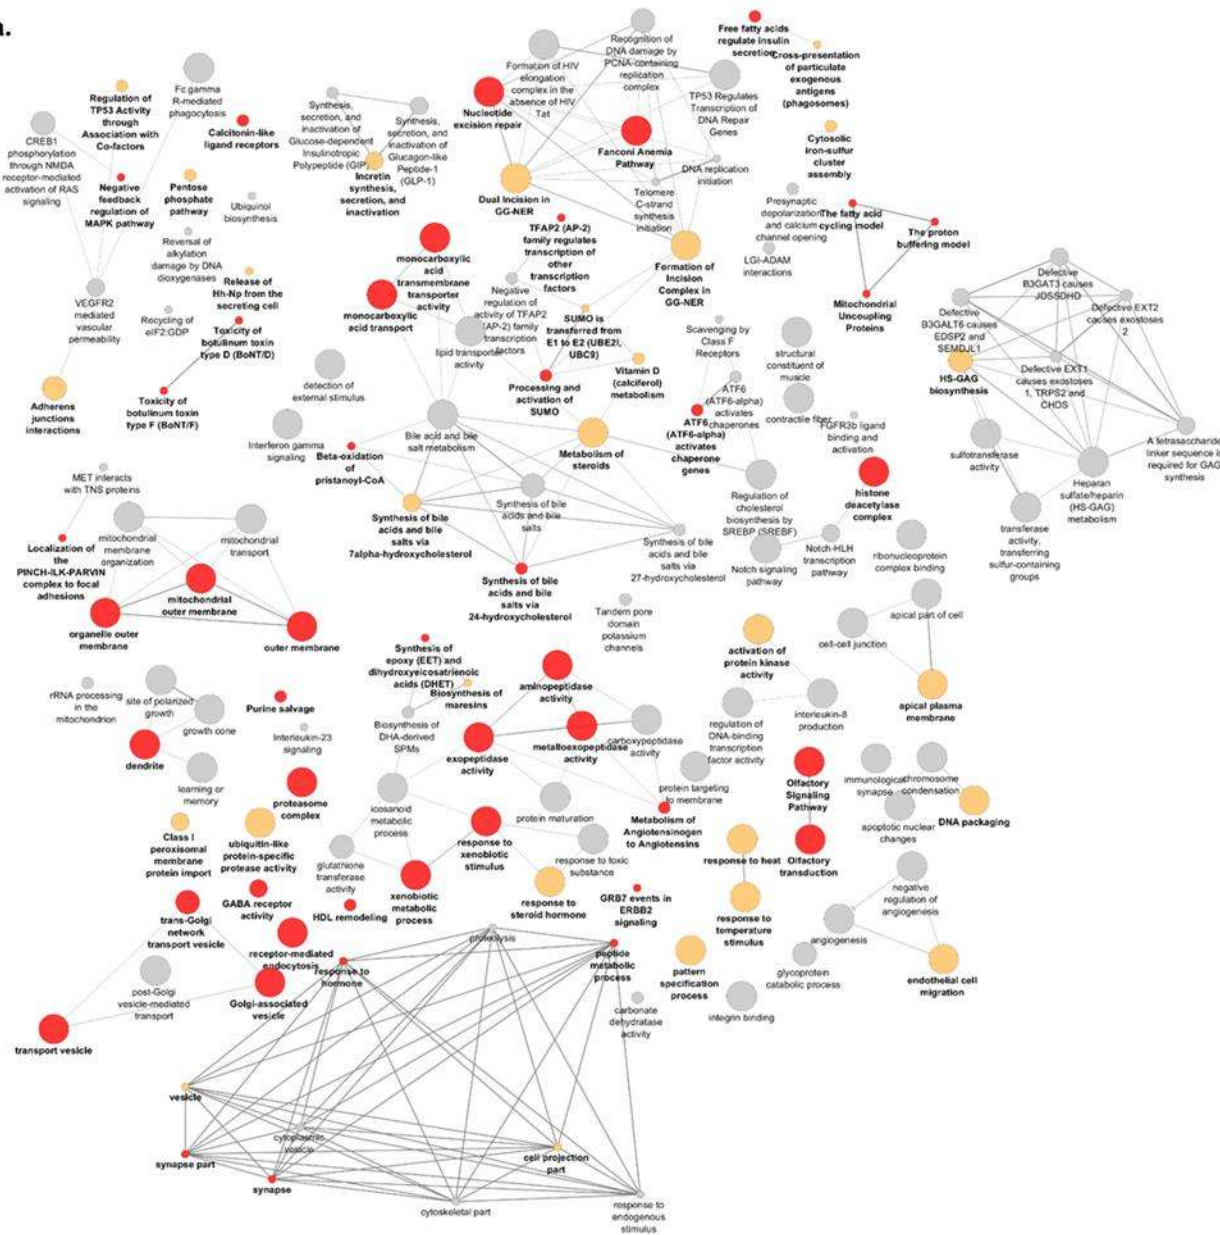 Fc gamma
R-mediated
phagocytosis
Regulation of
TP53 Activity
through
Association with
Co-factors
Calcitonin-like
ligand receptors
CREB1
phosphorylation
through NMDA
receptor-mediated
activation of RAS
signaling
Negative
feedback
regulation of
MAPK pathway
Pentose
phosphate
pathway
Ubiquinol
biosynthesis
Reversal of
alkylation
damage by DNA
dioxygenases
Release of
Hh-Np from the
secreting cell
VEGFR2
mediated
vascular
permeability
Recycling of
eIF2:GDP
Toxicity of
botulinum toxin
type D (BoNT/D)
Toxicity of
botulinum toxin
type F (BoNT/F)
Adherens
junctions
interactions
Synthesis,
secretion, and
inactivation of
Glucose-dependent
Insulinotropic
Polypeptide (GIP)
Synthesis,
secretion, and
inactivation of
Glucagon-like
Peptide-1
(GLP-1)
Incretin
synthesis,
secretion, and
inactivation
Formation of HIV
elongation
complex in the
absence of HIV
Tat
Recognition of
DNA damage by
PCNA-containing
replication
complex
TP53 Regulates
Transcription of
DNA Repair
Genes
Nucleotide
excision repair
Fanconi Anemia
Pathway
DNA replication
initiation
Telomere
C-strand
synthesis
initiation
Dual Incision in
GG-NER
Formation of
Incision
Complex in
GG-NER
Free fatty acids
regulate insulin
secretion
Cross-presentation
of particulate
exogenous
antigens
(phagosomes)
Cytosolic
iron-sulfur
cluster
assembly
Presynaptic
depolarization
and calcium
channel opening
The fatty acid
cycling model
The proton
buffering model
LGI-ADAM
interactions
Mitochondrial
Uncoupling
Proteins
monocarboxylic
acid
transmembrane
transporter
activity
monocarboxylic
acid transport
lipid transporter
activity
TFAP2 (AP-2)
family regulates
transcription of
other
transcription
factors
Negative
regulation of
activity of TFAP2
(AP-2) family
transcription
factors
SUMO is
transferred from
E1 to E2 (UBE2I,
UBC9)
Processing and
activation of
SUMO
Vitamin D
(calciferol)
metabolism
Scavenging by
Class F
Receptors
structural
constituent of
muscle
contractile fiber
ATF6
(ATF6-alpha)
activates
chaperones
ATF6
(ATF6-alpha)
activates
chaperone
genes
FGFR3b ligand
binding and
activation
Defective
B3GAT3 causes
JDSSDHD
Defective EXT2
causes exostoses
2
Defective
B3GALT6 causes
EDSP2 and
SEMDJL1
HS-GAG
biosynthesis
Defective EXT1
causes exostoses
1, TRPS2 and
CHDS
sulfotransferase
activity
Heparan
sulfate/heparin
(HS-GAG)
metabolism
A tetrasaccharide
linker sequence is
required for GAG
synthesis
transferase
activity,
transferring
sulfur-containing
groups
detection of
external stimulus
Interferon gamma
signaling
Bile acid and bile
salt metabolism
Metabolism of
steroids
Beta-oxidation
of
pristanoyl-CoA
Synthesis of bile
acids and bile
salts
Synthesis of bile
acids and bile
salts via
7alpha-hydroxycholesterol
Synthesis of bile
acids and bile
salts via
27-hydroxycholesterol
Synthesis of bile
acids and bile
salts via
24-hydroxycholesterol
Regulation of
cholesterol
biosynthesis by
SREBP (SREBF)
histone
deacetylase
complex
Notch signaling
pathway
Notch-HLH
transcription
pathway
ribonucleoprotein
complex binding
MET interacts
with TNS proteins
mitochondrial
membrane
organization
mitochondrial
transport
Localization of
the
PINCH-ILK-PARVIN
complex to focal
adhesions
mitochondrial
outer membrane
organelle outer
membrane
outer membrane
Tandem pore
domain
potassium
channels
apical part of cell
cell-cell junction
apical plasma
membrane
activation of
protein kinase
activity
regulation of
DNA-binding
transcription
factor activity
interleukin-8
production
rRNA processing
in the
mitochondrion
site of polarized
growth
growth cone
dendrite
learning or
memory
Purine salvage
Interleukin-23
signaling
proteasome
complex
Synthesis of
epoxy (EET) and
dihydroxyeicosatrienoic
acids (DHET)
Biosynthesis of
maresins
Biosynthesis of
DHA-derived
SPMs
aminopeptidase
activity
exopeptidase
activity
metalloexopeptidase
activity
carboxypeptidase
activity
protein targeting
to membrane
Olfactory
Signaling
Pathway
Olfactory
transduction
immunological
synapse
chromosome
condensation
apoptotic nuclear
changes
DNA packaging
icosanoid
metabolic
process
protein maturation
Metabolism of
Angiotensinogen
to Angiotensins
Class I
peroxisomal
membrane
protein import
ubiquitin-like
protein-specific
protease activity
glutathione
transferase
activity
response to
xenobiotic
stimulus
response to toxic
substance
response to heat
response to
temperature
stimulus
xenobiotic
metabolic
process
response to
steroid hormone
GRB7 events in
ERBB2
signaling
negative
regulation of
angiogenesis
angiogenesis
endothelial cell
migration
trans-Golgi
network
transport vesicle
GABA receptor
activity
HDL remodeling
receptor-mediated
endocytosis
response to
hormone
proteolysis
peptide
metabolic
process
pattern
specification
process
glycoprotein
catabolic process
integrin binding
post-Golgi
vesicle-mediated
transport
Golgi-associated
vesicle
transport vesicle
carbonate
dehydratase
activity
vesicle
cytoplasmic
vesicle
synapse part
synapse
cell projection
part
cytoskeletal part
response to
endogenous
stimulus